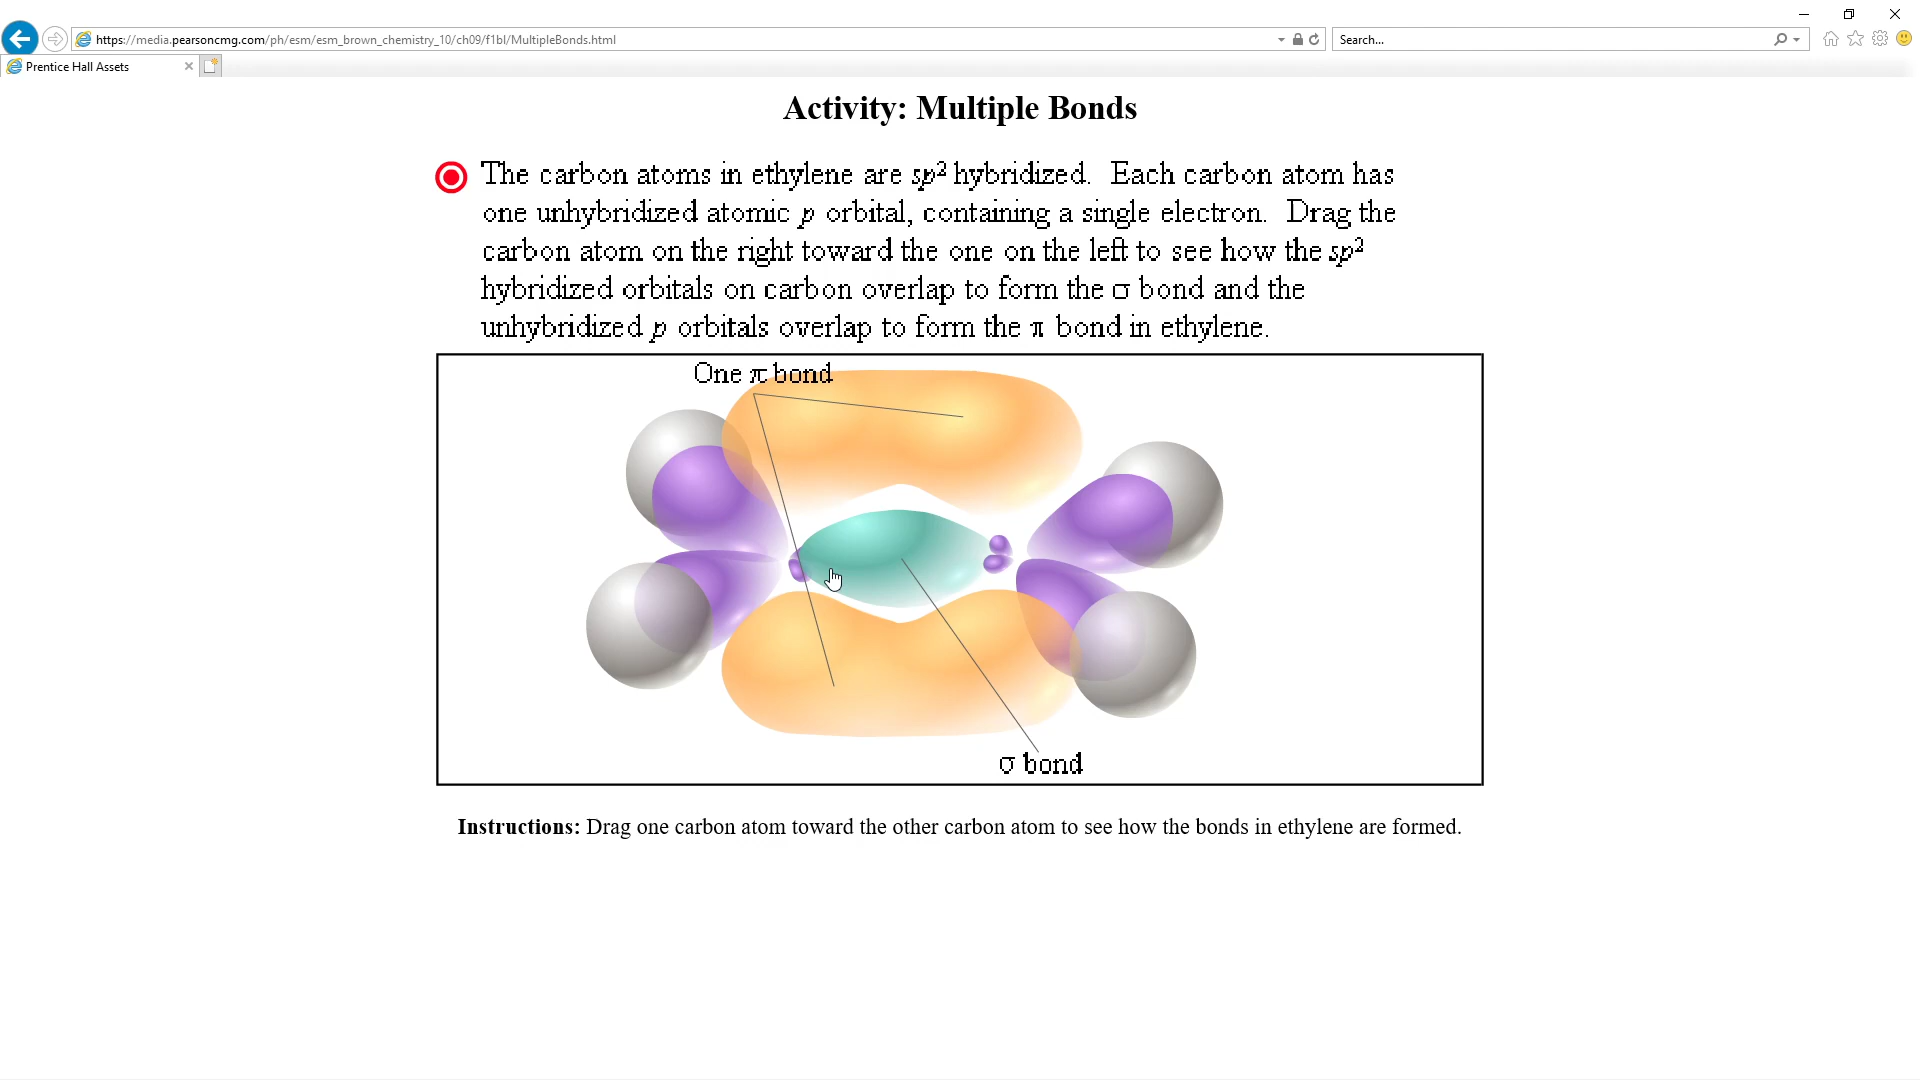 https://media.pearsoncmg.com/ph/esm/esm_brown_chemistry_10/ch09/f1bl/MultipleBonds.html
Search...
Prentice Hall Assets
Activity: Multiple Bonds
The carbon atoms in ethylene are sp² hybridized. Each carbon atom has
one unhybridized atomic p orbital, containing a single electron. Drag the
carbon atom on the right toward the one on the left to see how the sp²
hybridized orbitals on carbon overlap to form the σ bond and the
unhybridized p orbitals overlap to form the π bond in ethylene.
One π bond
σ bond
Instructions: Drag one carbon atom toward the other carbon atom to see how the bonds in ethylene are formed.